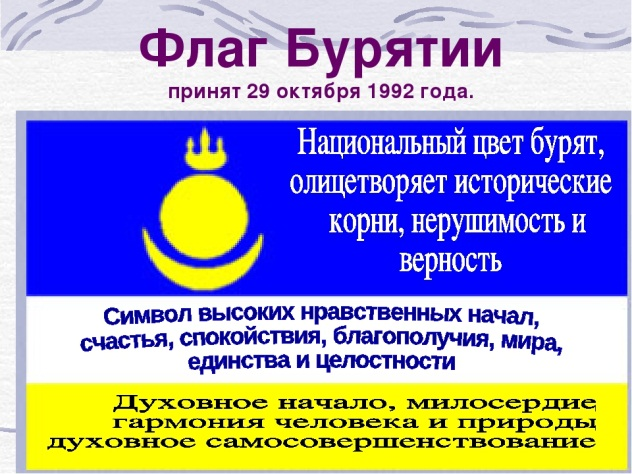 Флаг Бурятии
принят 29 октября 1992 года.
Национальный цвет бурят,
олицетворяет исторические
корни, нерушимость и
верность
Символ высоких нравственных начал,
счастья, спокойствия, благополучия, мира,
единства и целостности
Духовное начало, милосердие
гармония человека и природы
духовное самосовершенствование